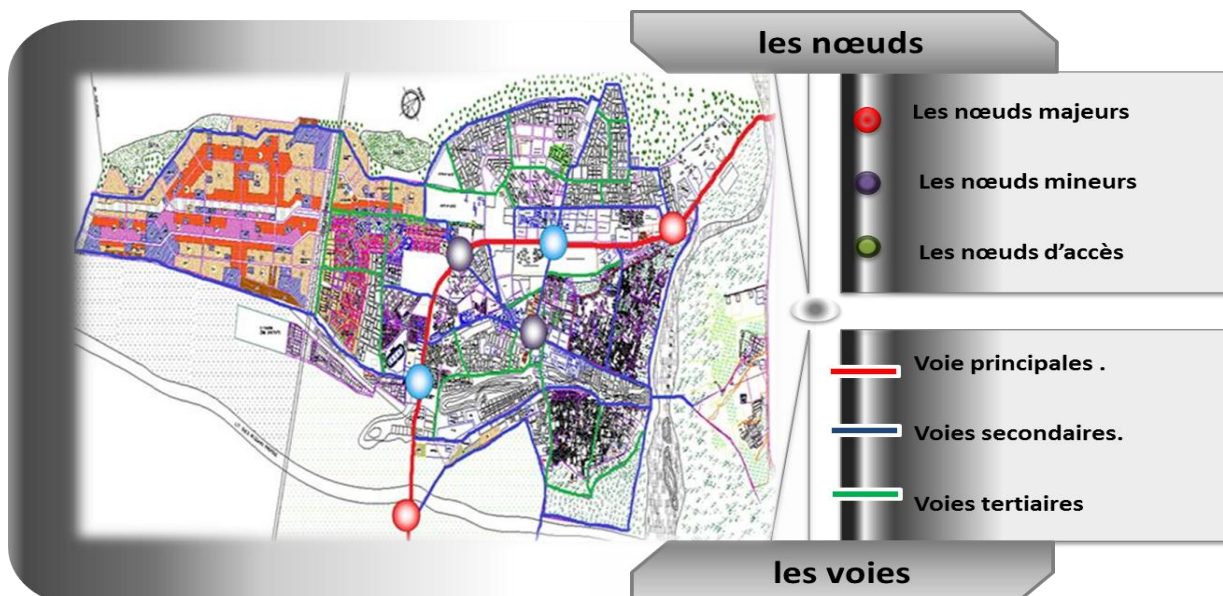 les nœuds
Les nœuds majeurs
Les nœuds mineurs
Les nœuds d’accès
Voie principales .
Voies secondaires.
Voies tertiaires
les voies